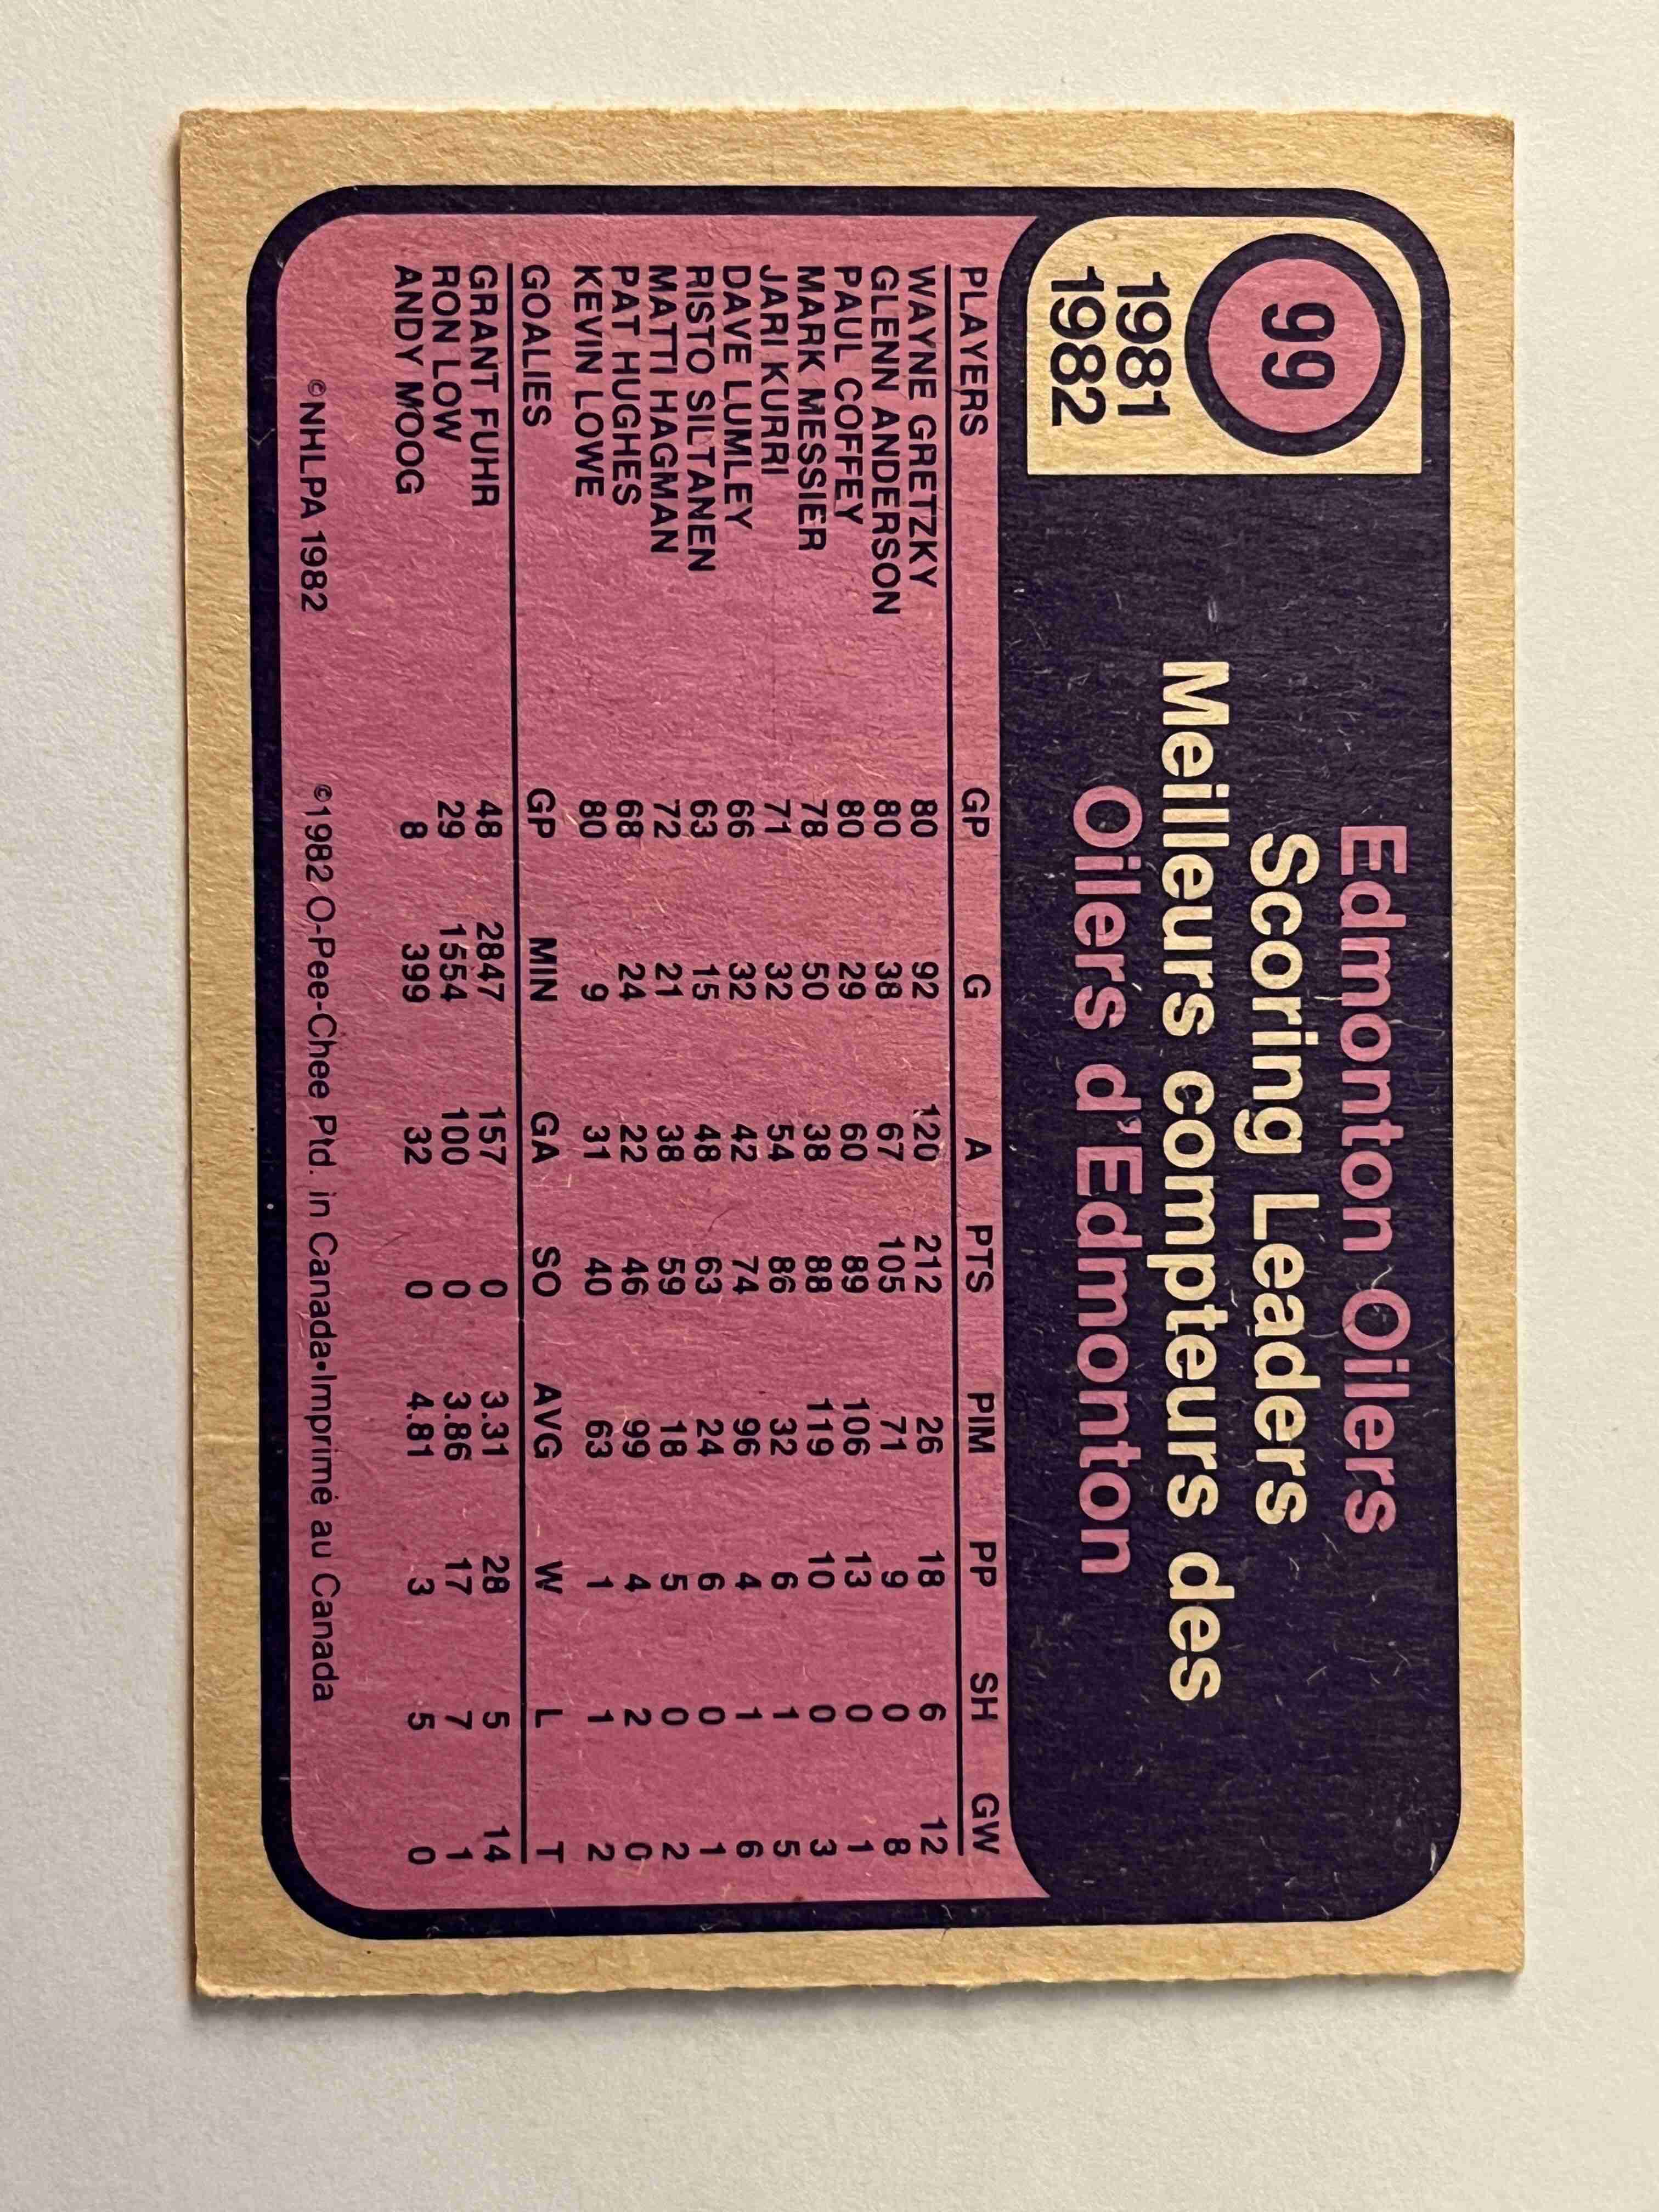 99
1981
1982
Edmonton Oilers
Scoring Leaders
Meilleurs compteurs des
Oilers d'Edmonton
PLAYERS GP G A PTS PIM PP SH GW
WAYNE GRETZKY 80 92 120 212 26 18 6 12
GLENN ANDERSON 80 38 67 105 71 9 0 8
PAUL COFFEY 80 29 60 89 106 13 0 1
MARK MESSIER 78 50 38 88 119 10 0 3
JARI KURRI 71 32 54 86 32 6 1 5
DAVE LUMLEY 66 32 42 74 96 4 1 6
RISTO SILTANEN 63 15 48 63 24 6 0 1
MATTI HAGMAN 72 21 38 59 18 5 0 2
PAT HUGHES 68 24 22 46 99 4 2 0
KEVIN LOWE 80 9 31 40 63 1 1 2
GOALIES GP MIN GA SO AVG W L T
GRANT FUHR 48 2847 157 0 3.31 28 5 14
RON LOW 29 1554 100 0 3.86 17 7 1
ANDY MOOG 8 399 32 0 4.81 3 5 0
©NHLPA 1982 ©1982 O-Pee-Chee Ptd. in Canada•Imprimé au Canada